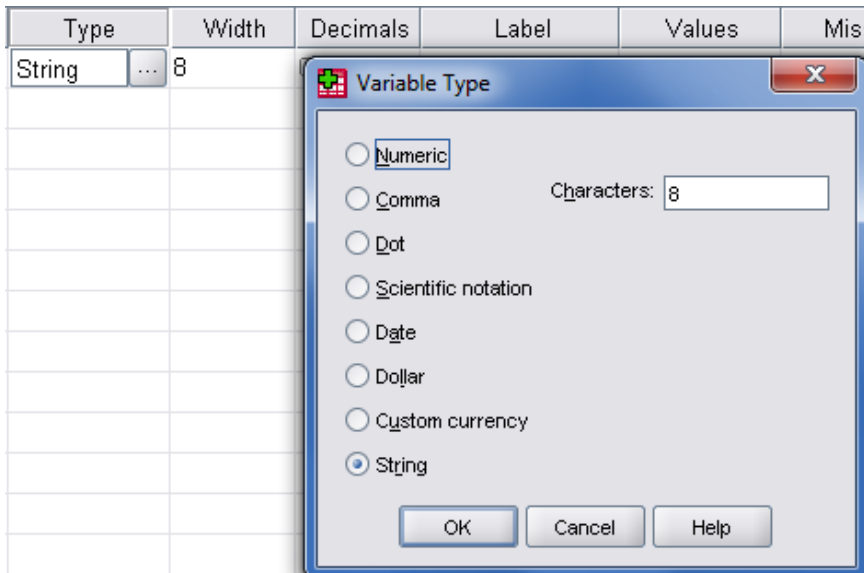 Type Width Decimals Label Values Mis
String ... 8
Variable Type
Numeric
Characters: 8
Comma
Dot
Scientific notation
Date
Dollar
Custom currency
String
OK Cancel Help